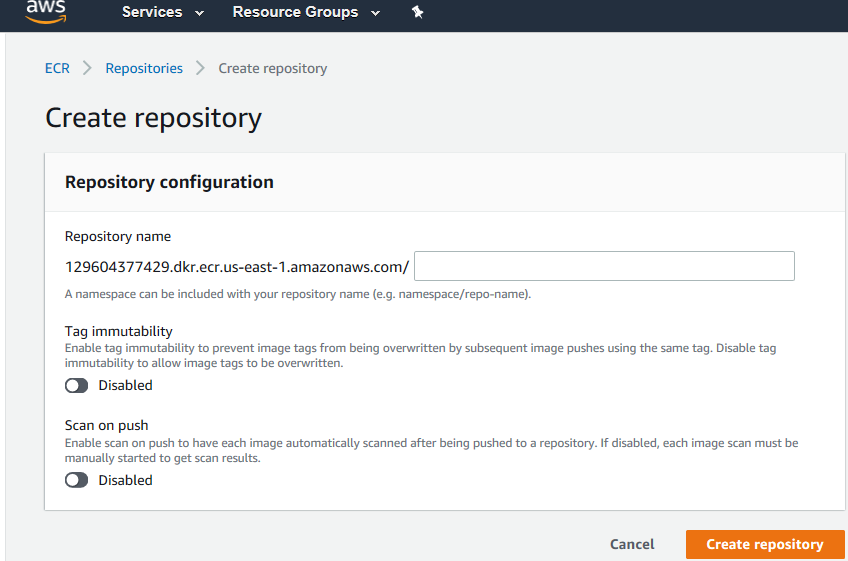 aws Services Resource Groups
ECR Repositories Create repository
Create repository
Repository configuration
Repository name
129604377429.dkr.ecr.us-east-1.amazonaws.com/
A namespace can be included with your repository name (e.g. namespace/repo-name).
Tag immutability
Enable tag immutability to prevent image tags from being overwritten by subsequent image pushes using the same tag. Disable tag
immutability to allow image tags to be overwritten.
Disabled
Scan on push
Enable scan on push to have each image automatically scanned after being pushed to a repository. If disabled, each image scan must be
manually started to get scan results.
Disabled
Cancel Create repository